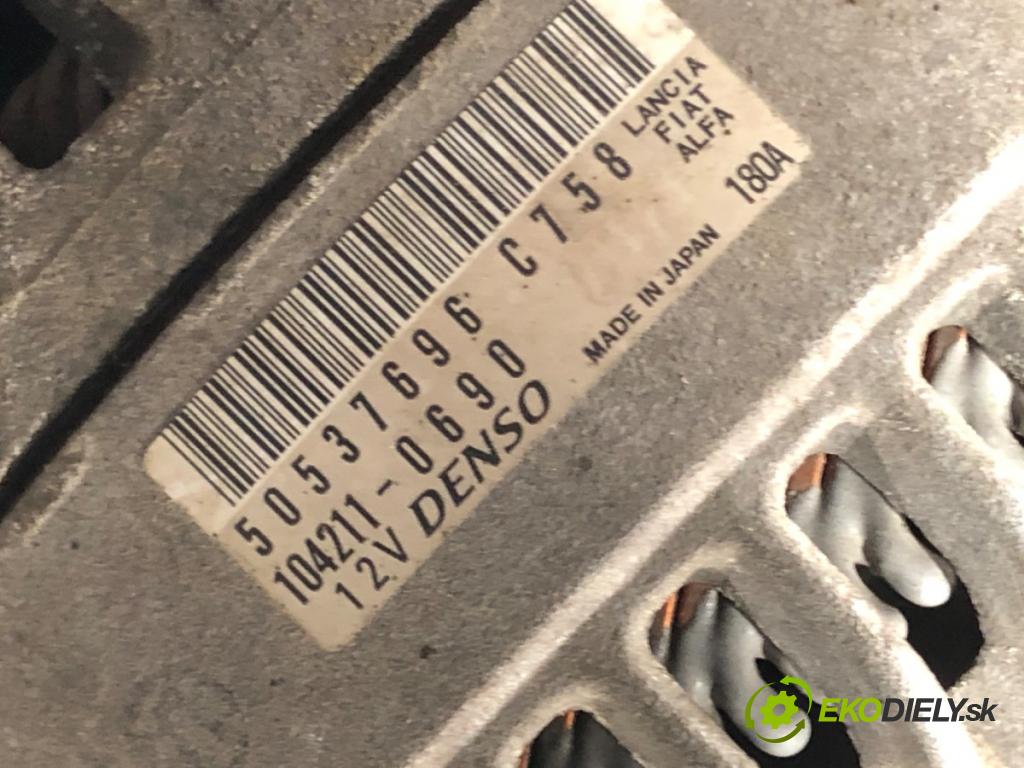 50537696 C758
104211-0690
12V DENSO
LANCIA
FIAT
ALFA
MADE IN JAPAN
180A
EKODIELY.sk